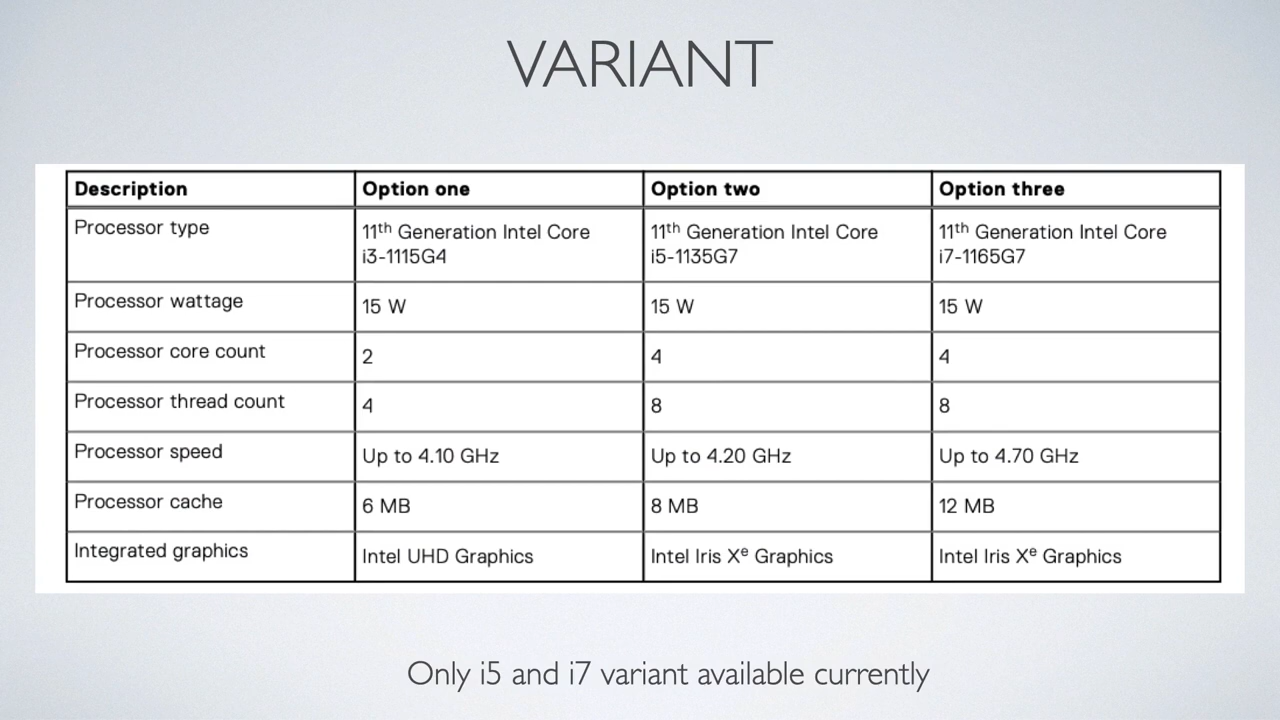 VARIANT
Description Option one Option two Option three
Processor type 11th Generation Intel Core i3-1115G4 11th Generation Intel Core i5-1135G7 11th Generation Intel Core i7-1165G7
Processor wattage 15 W 15 W 15 W
Processor core count 2 4 4
Processor thread count 4 8 8
Processor speed Up to 4.10 GHz Up to 4.20 GHz Up to 4.70 GHz
Processor cache 6 MB 8 MB 12 MB
Integrated graphics Intel UHD Graphics Intel Iris Xe Graphics Intel Iris Xe Graphics
Only i5 and i7 variant available currently